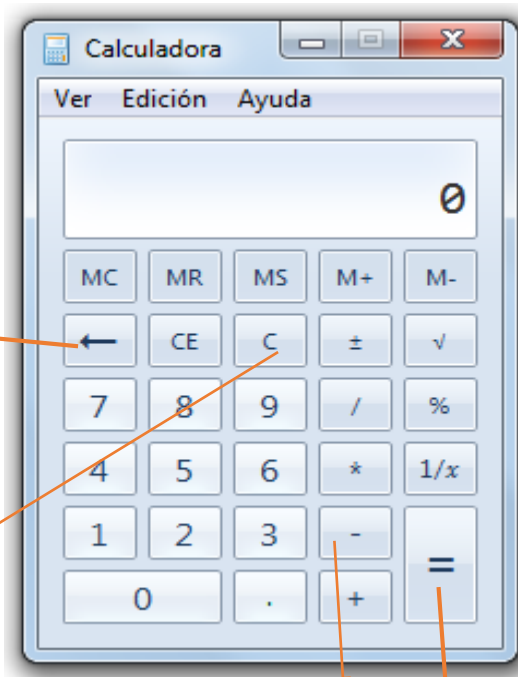 Calculadora
Ver Edición Ayuda
0
MC MR MS M+ M-
← CE C ± √
7 8 9 / %
4 5 6 * 1/x
1 2 3 - =
0 . +